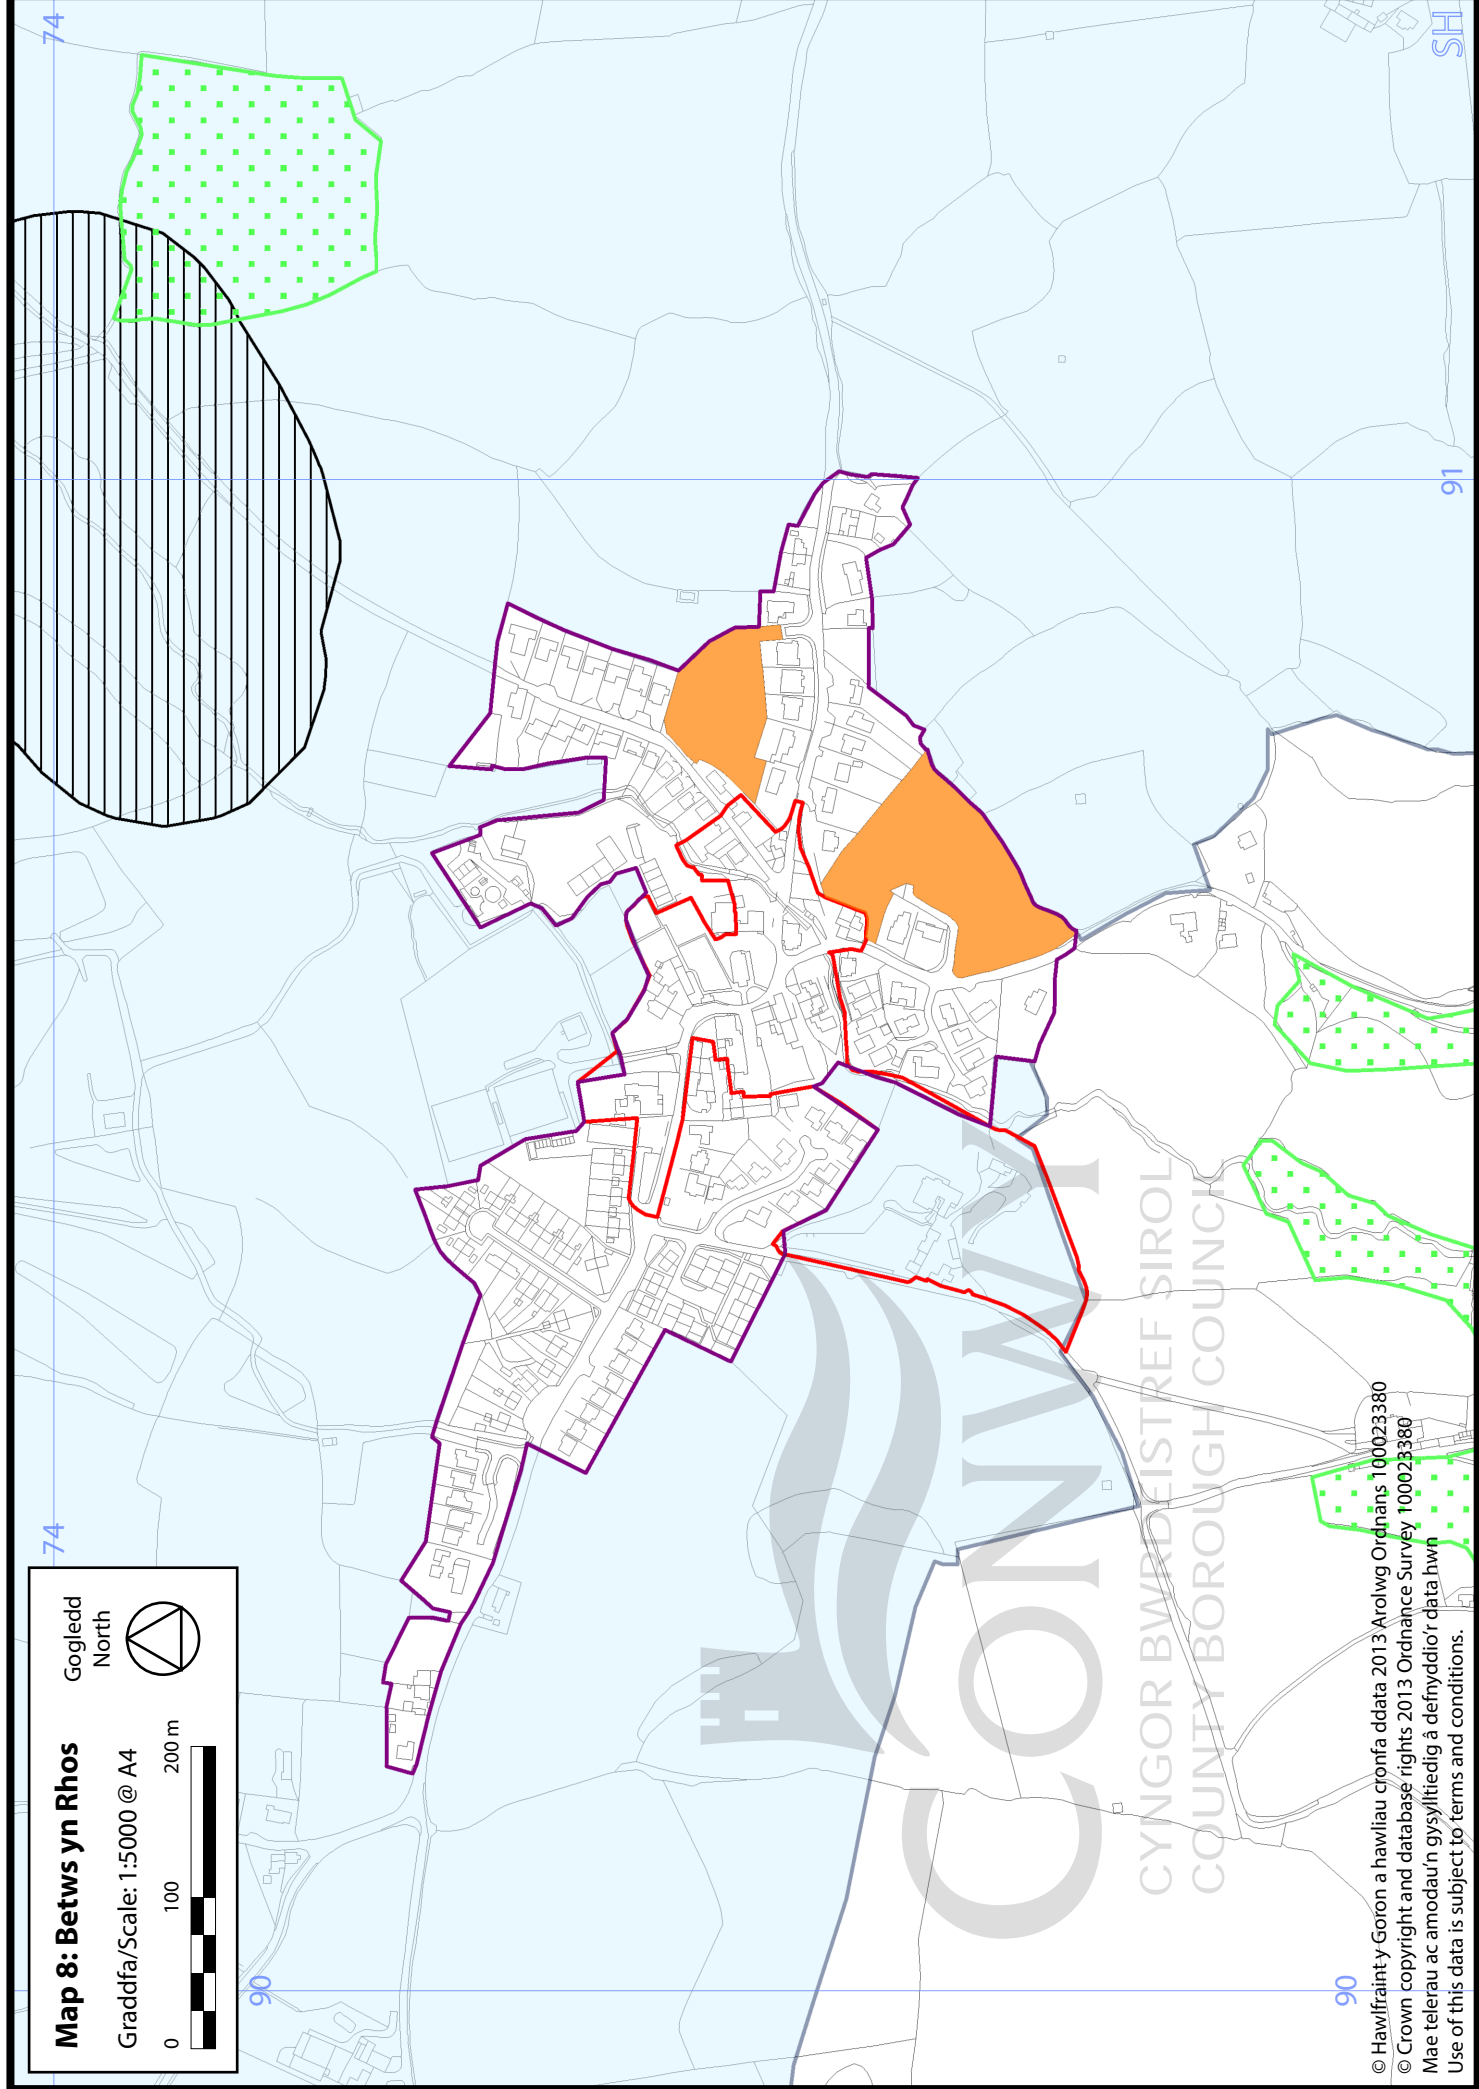 Map 8: Betws yn Rhos
Graddfa/Scale: 1:5000 @ A4
0 100 200 m
Gogledd
North
74
74
SH
91
90
90
CONWY
CYNGOR BWRDEISTREF SIROL
COUNTY BOROUGH COUNCIL
© Hawlfraint y Goron a hawliau cronfa ddata 2013 Arolwg Ordnans 100023380
© Crown copyright and database rights 2013 Ordnance Survey 100023380
Mae telerau ac amodau'n gysylltiedig â defnyddio'r data hwn
Use of this data is subject to terms and conditions.